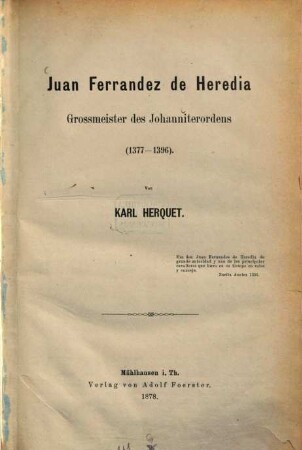 Juan Ferrandez de Heredia
Grossmeister des Johanniterordens
(1377—1396).
Von
KARL HERQUET.
Mühlhausen i. Th.
Verlag von Adolf Foerster.
1878.